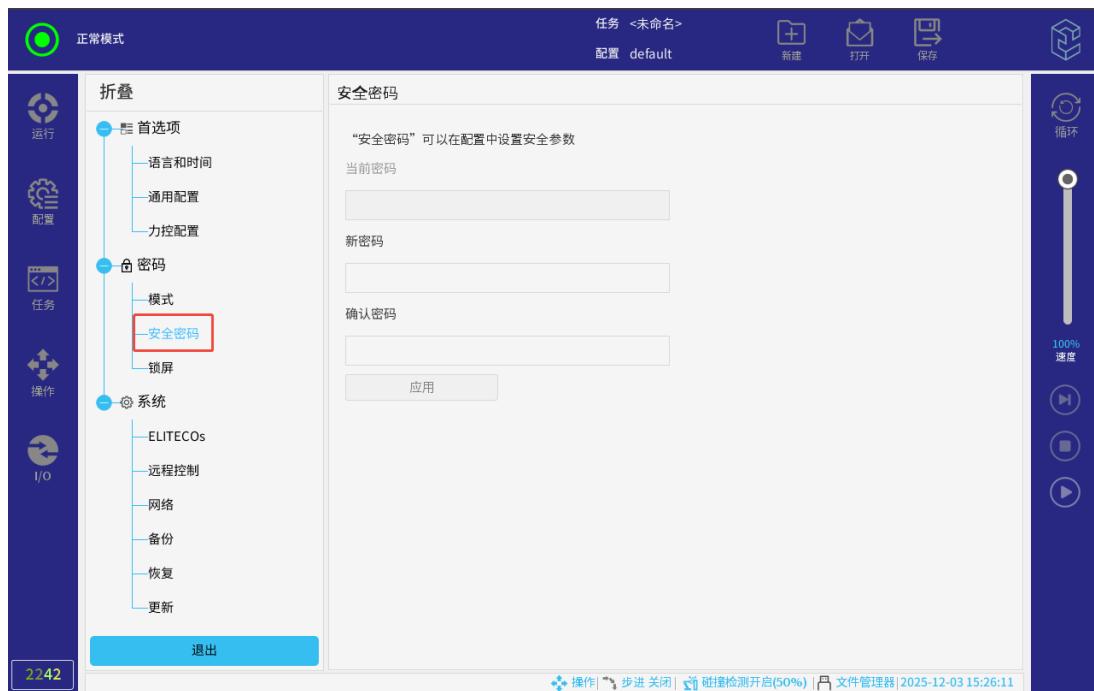 正常模式
任务 <未命名>
配置 default
新建
打开
保存
运行
配置
任务
操作
I/O
2242
折叠
首选项
语言和时间
通用配置
力控配置
密码
模式
安全密码
锁屏
系统
ELITECOs
远程控制
网络
备份
恢复
更新
退出
安全密码
“安全密码”可以在配置中设置安全参数
当前密码
新密码
确认密码
应用
循环
100%
速度
操作| 步进 关闭| 碰撞检测开启(50%) | 文件管理器| 2025-12-03 15:26:11